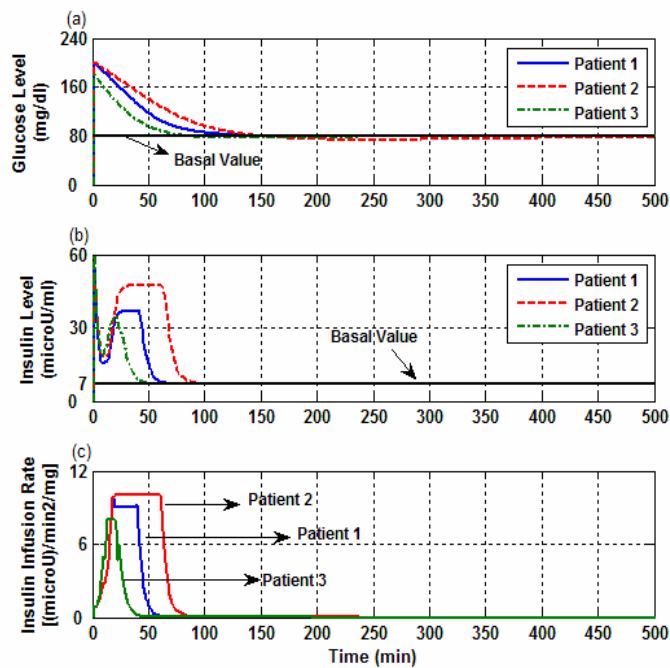 (a)
240
160
80
0
Glucose Level
(mg/dl)
Patient 1
Patient 2
Patient 3
Basal Value
0 50 100 150 200 250 300 350 400 450 500
(b)
60
30
7
0
Insulin Level
(microU/ml)
Patient 1
Patient 2
Patient 3
Basal Value
0 50 100 150 200 250 300 350 400 450 500
(c)
12
6
0
Insulin Infusion Rate
[(microU)/min2/mg]
Patient 2
Patient 1
Patient 3
0 50 100 150 200 250 300 350 400 450 500
Time (min)